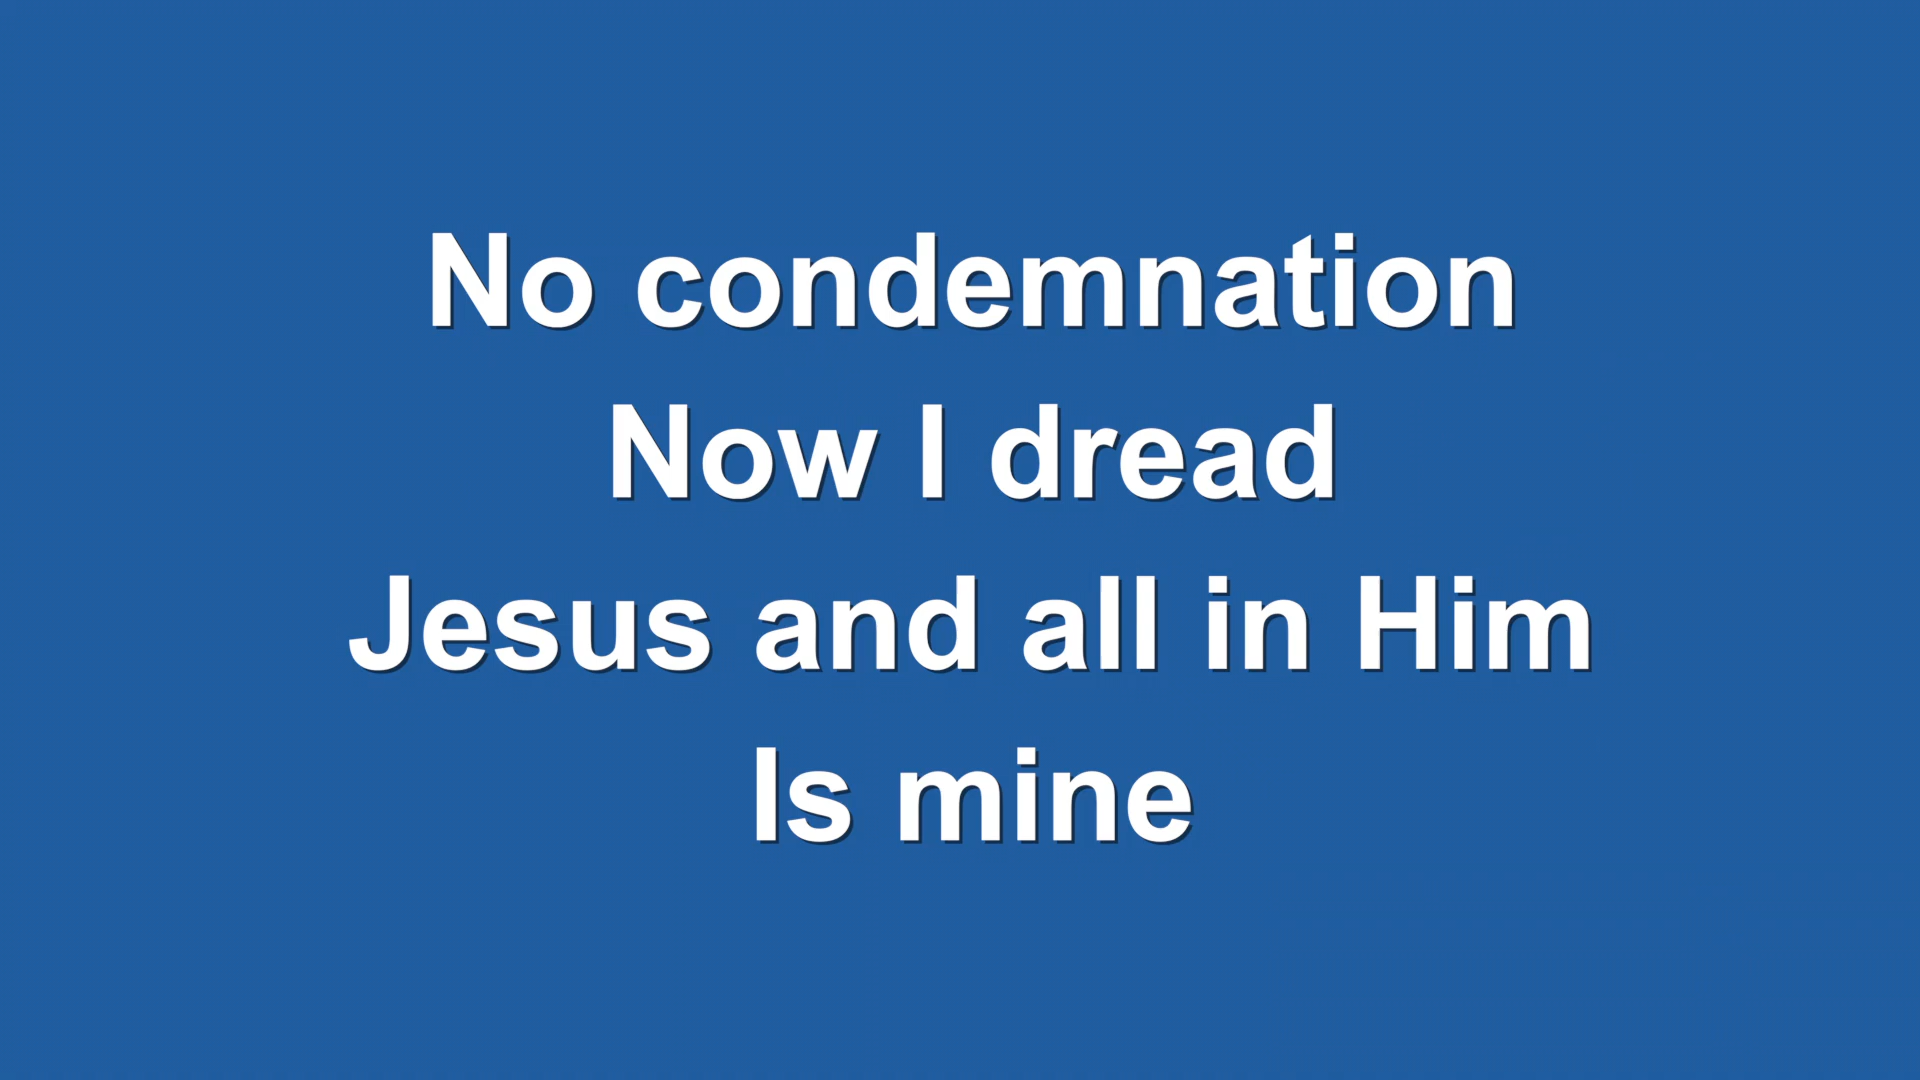 No condemnation
Now I dread
Jesus and all in Him
Is mine